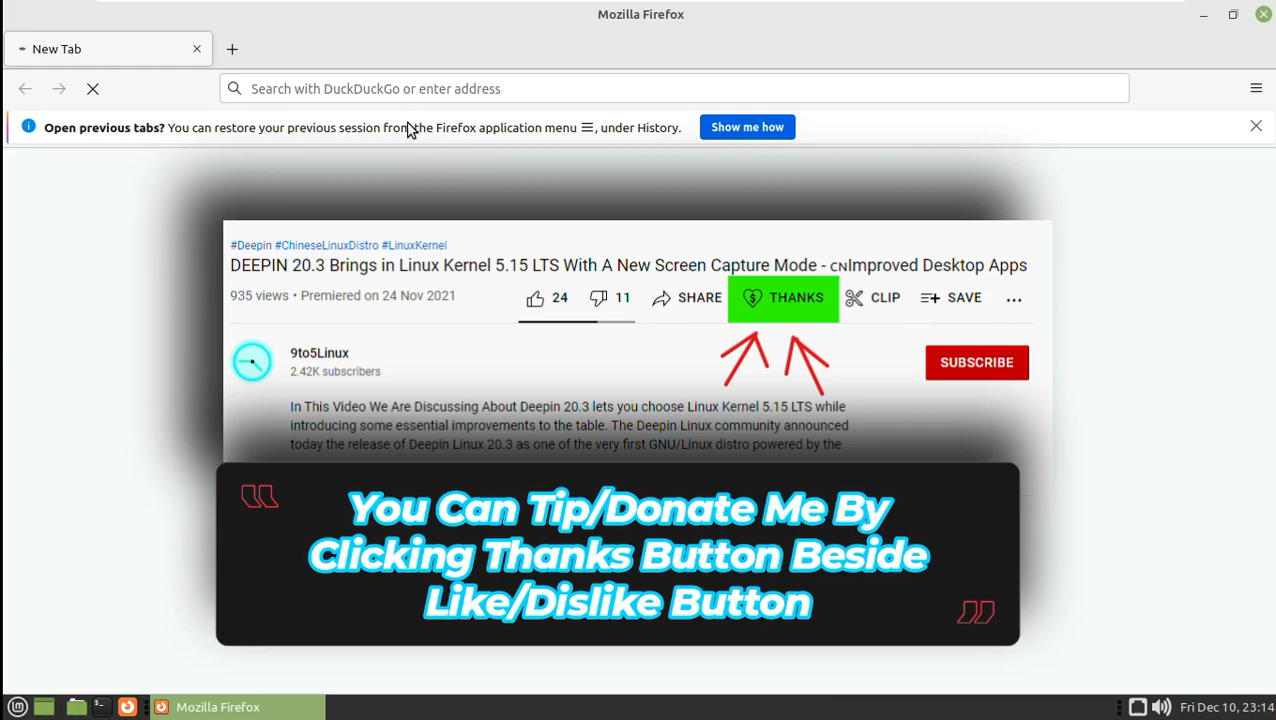 Mozilla Firefox
New Tab
Search with DuckDuckGo or enter address
Open previous tabs? You can restore your previous session from the Firefox application menu ☰, under History.
Show me how
#Deepin #ChineseLinuxDistro #LinuxKernel
DEEPIN 20.3 Brings in Linux Kernel 5.15 LTS With A New Screen Capture Mode - CNImproved Desktop Apps
935 views • Premiered on 24 Nov 2021
24
11
SHARE
THANKS
CLIP
SAVE
9to5Linux
2.42K subscribers
SUBSCRIBE
In This Video We Are Discussing About Deepin 20.3 lets you choose Linux Kernel 5.15 LTS while
introducing some essential improvements to the table. The Deepin Linux community announced
today the release of Deepin Linux 20.3 as one of the very first GNU/Linux distro powered by the
You Can Tip/Donate Me By
Clicking Thanks Button Beside
Like/Dislike Button
Mozilla Firefox
Fri Dec 10, 23:14